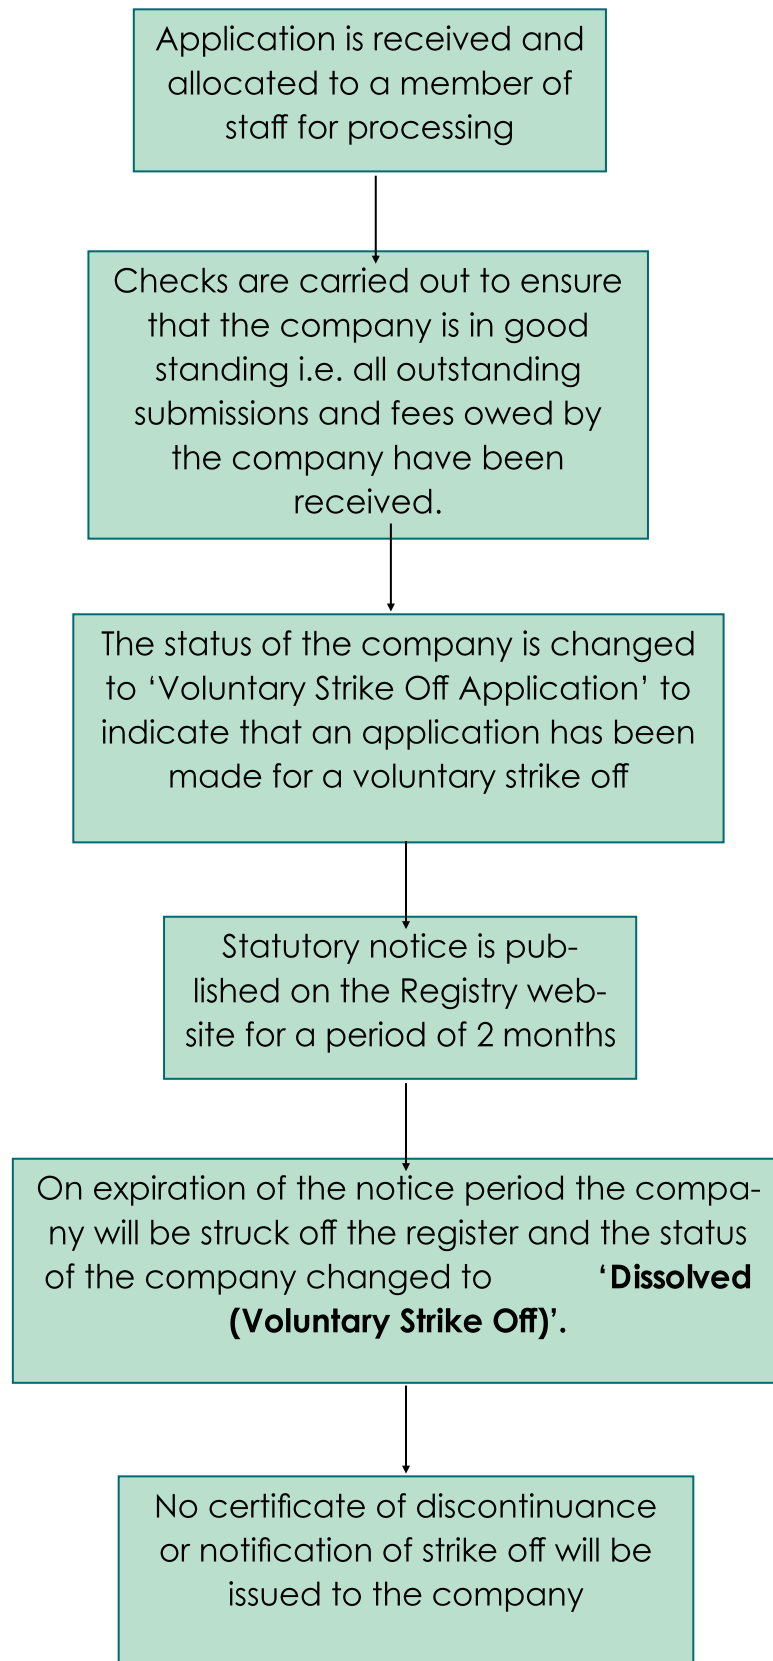 Application is received and
allocated to a member of
staff for processing
Checks are carried out to ensure
that the company is in good
standing i.e. all outstanding
submissions and fees owed by
the company have been
received.
The status of the company is changed
to ‘Voluntary Strike Off Application’ to
indicate that an application has been
made for a voluntary strike off
Statutory notice is pub-
lished on the Registry web-
site for a period of 2 months
On expiration of the notice period the compa-
ny will be struck off the register and the status
of the company changed to ‘Dissolved
(Voluntary Strike Off)’.
No certificate of discontinuance
or notification of strike off will be
issued to the company